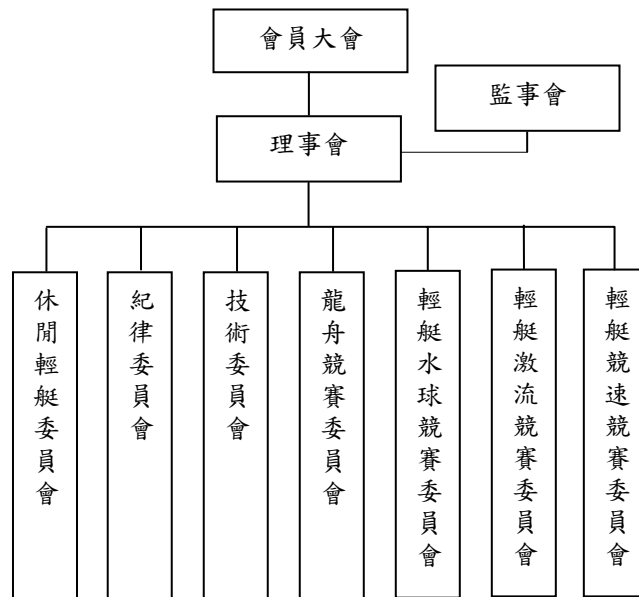 會員大會
監事會
理事會
休閒輕艇委員會
紀律委員會
技術委員會
龍舟競賽委員會
輕艇水球競賽委員會
輕艇激流競賽委員會
輕艇競速競賽委員會